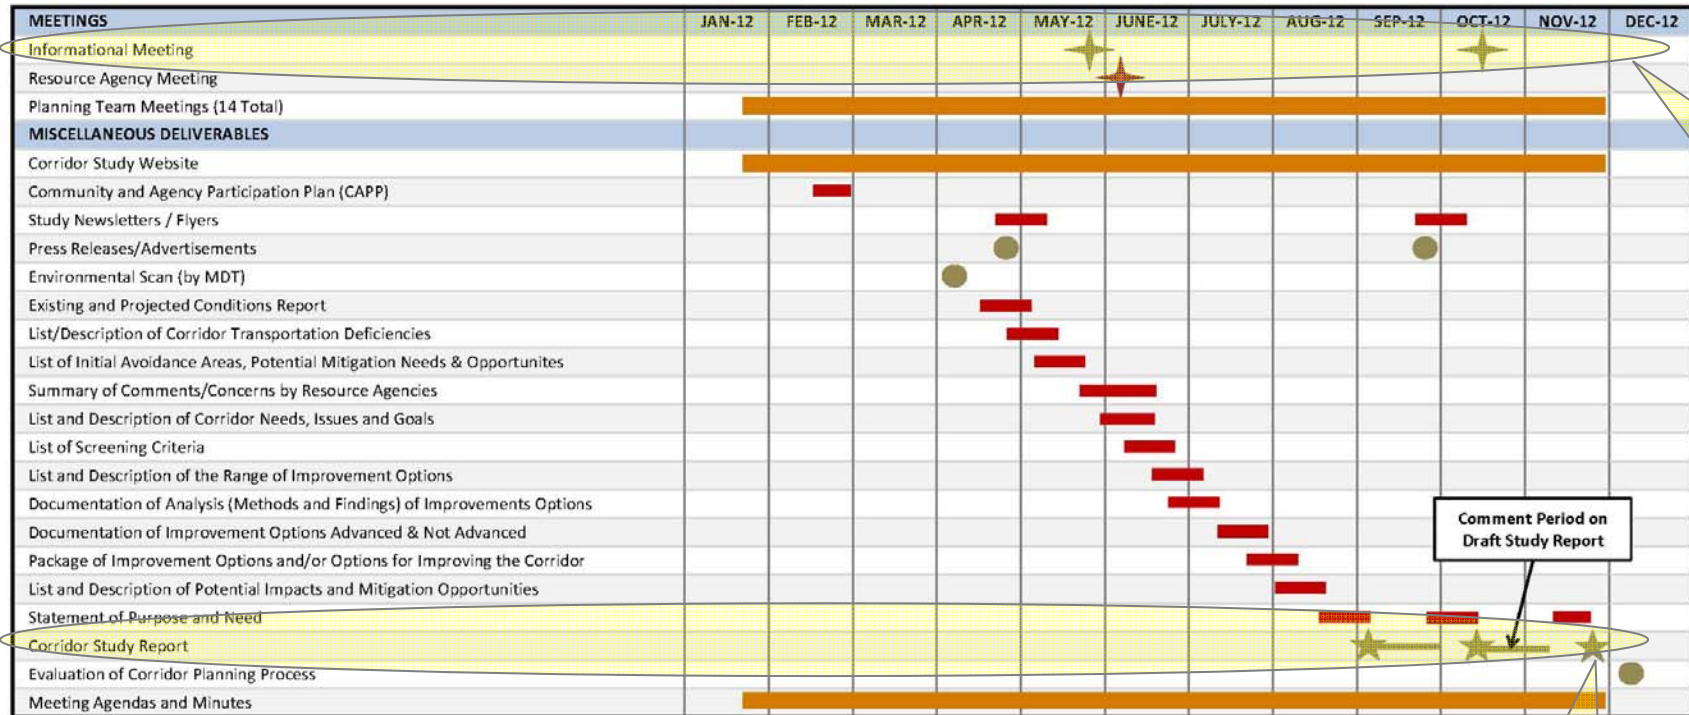 MEETINGS JAN-12 FEB-12 MAR-12 APR-12 MAY-12 JUNE-12 JULY-12 AUG-12 SEP-12 OCT-12 NOV-12 DEC-12
Informational Meeting
Resource Agency Meeting
Planning Team Meetings (14 Total)
MISCELLANEOUS DELIVERABLES
Corridor Study Website
Community and Agency Participation Plan (CAPP)
Study Newsletters / Flyers
Press Releases/Advertisements
Environmental Scan (by MDT)
Existing and Projected Conditions Report
List/Description of Corridor Transportation Deficiencies
List of Initial Avoidance Areas, Potential Mitigation Needs & Opportunites
Summary of Comments/Concerns by Resource Agencies
List and Description of Corridor Needs, Issues and Goals
List of Screening Criteria
List and Description of the Range of Improvement Options
Documentation of Analysis (Methods and Findings) of Improvements Options
Documentation of Improvement Options Advanced & Not Advanced
Package of Improvement Options and/or Options for Improving the Corridor
List and Description of Potential Impacts and Mitigation Opportunities
Statement of Purpose and Need
Corridor Study Report
Evaluation of Corridor Planning Process
Meeting Agendas and Minutes
Comment Period on
Draft Study Report